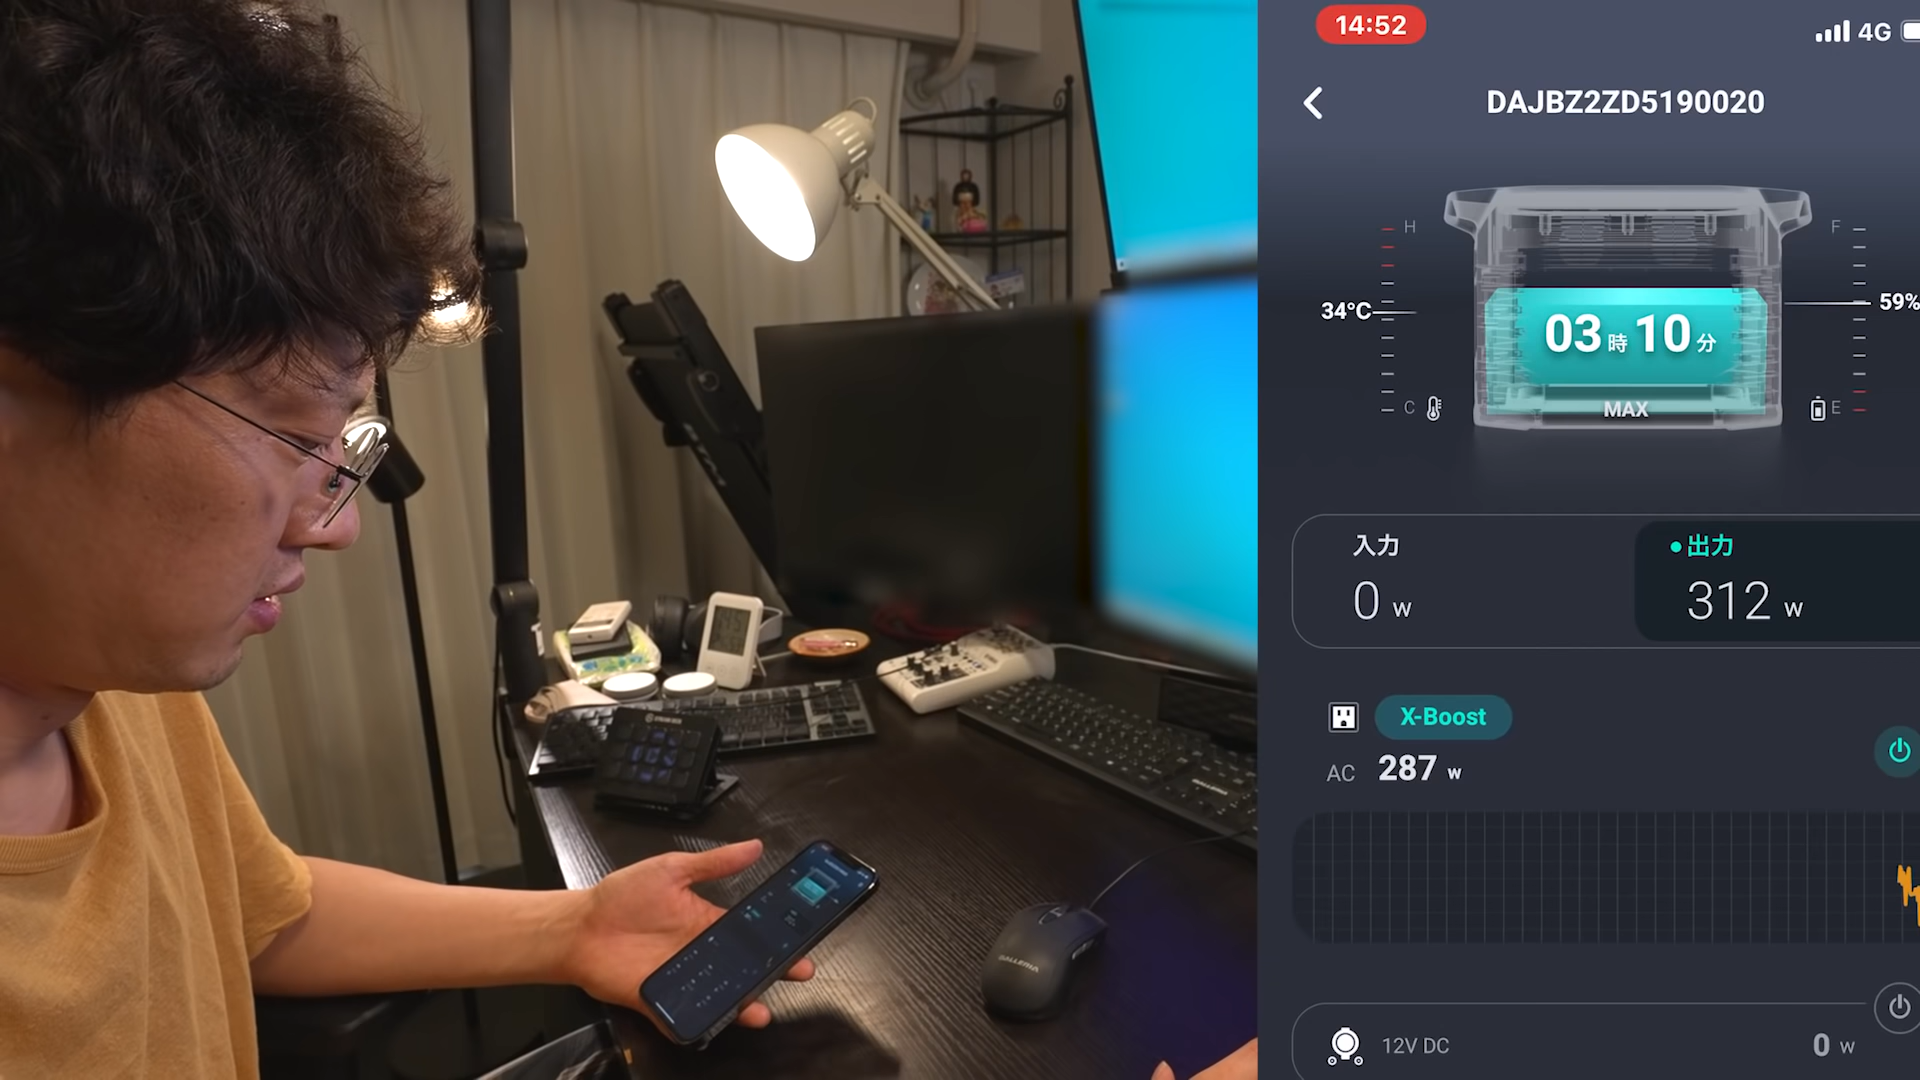 14:52
4G
DAJBZ2ZD5190020
H
F
34°C
59%
03時10分
C
E
MAX
入力
出力
0 w
312 w
X-Boost
AC 287 w
12V DC
0 w
GALLERIA